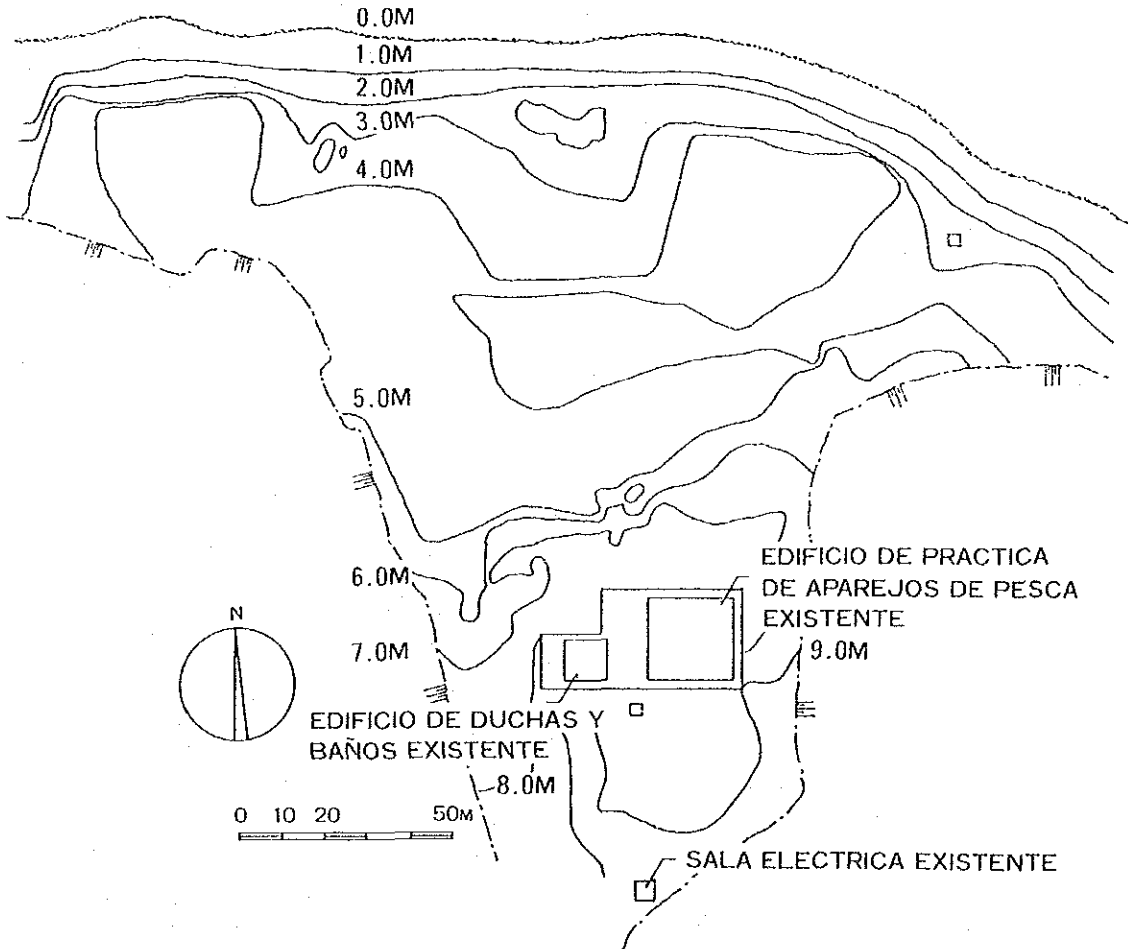 0.0M
1.0M
2.0M
3.0M
4.0M
5.0M
EDIFICIO DE PRACTICA
DE APAREJOS DE PESCA
EXISTENTE
6.0M
N
7.0M
9.0M
EDIFICIO DE DUCHAS Y
BAÑOS EXISTENTE
8.0M
0 10 20 50M
SALA ELECTRICA EXISTENTE